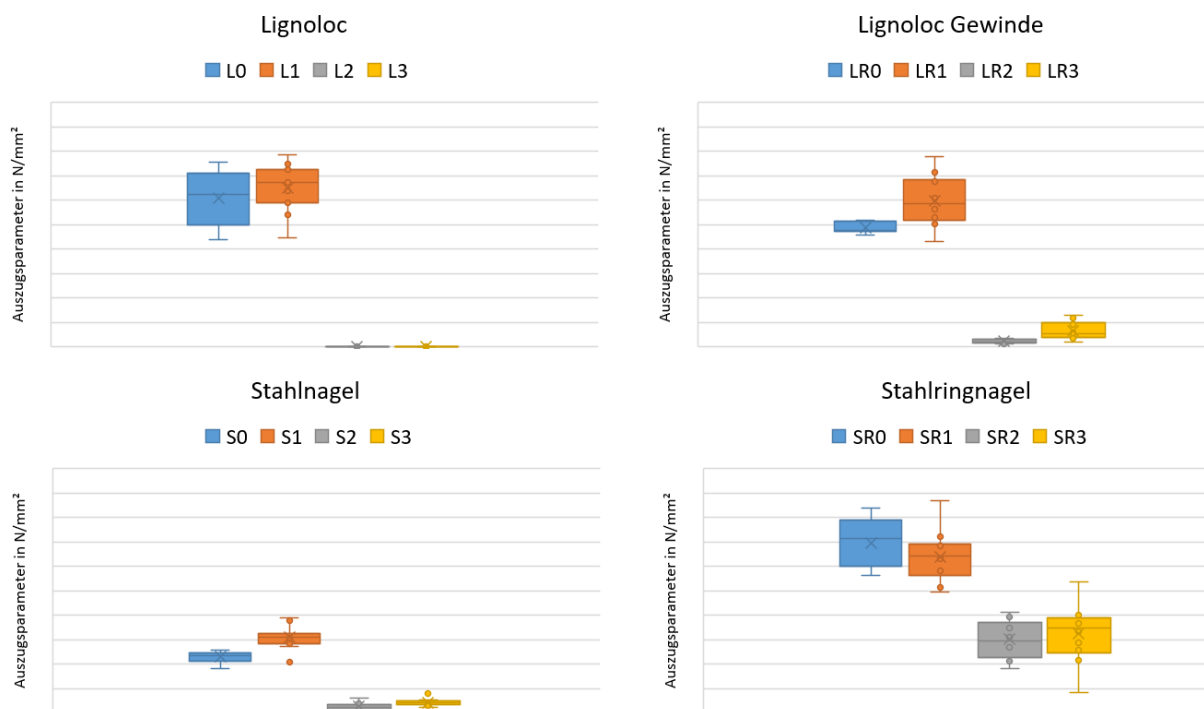 Lignoloc
L0 L1 L2 L3
Auszugsparameter in N/mm²
Lignoloc Gewinde
LR0 LR1 LR2 LR3
Auszugsparameter in N/mm²
Stahlnagel
S0 S1 S2 S3
Auszugsparameter in N/mm²
Stahlringnagel
SR0 SR1 SR2 SR3
Auszugsparameter in N/mm²